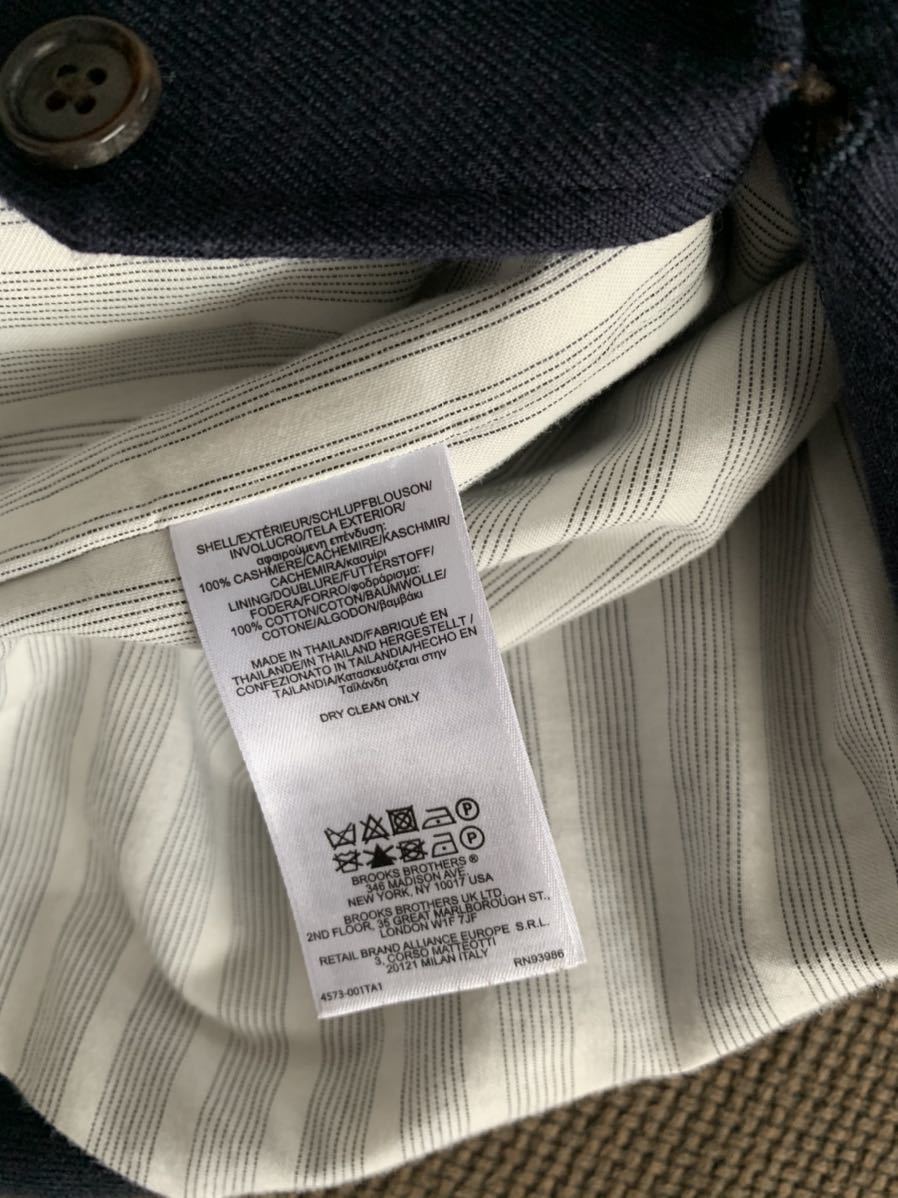 SHELL/EXTÉRIEUR/SCHLUPFBLOUSON/
INVOLUCRO/TELA EXTERIOR/
αφαιρούμενη επένδυση:
100% CASHMERE/CACHEMIRE/KASCHMIR/
CACHEMIRA/κασμίρι
LINING/DOUBLURE/FUTTERSTOFF/
FODERA/FORRO/φοδράρισμα:
100% COTTON/COTON/BAUMWOLLE/
COTONE/ALGODON/βαμβάκι
MADE IN THAILAND/FABRIQUÉ EN
THAILANDE/IN THAILAND HERGESTELLT/
CONFEZIONATO IN TAILANDIA/HECHO EN
TAILANDIA/Κατασκευάζεται στην
Ταϊλάνδη
DRY CLEAN ONLY
P
P
BROOKS BROTHERS ®
346 MADISON AVE.
NEW YORK, NY 10017 USA
BROOKS BROTHERS UK LTD.
2ND FLOOR, 35 GREAT MARLBOROUGH ST.,
LONDON W1F 7JF
RETAIL BRAND ALLIANCE EUROPE S.R.L.
3, CORSO MATTEOTTI
20121 MILAN ITALY
RN93986
4573-001TA1